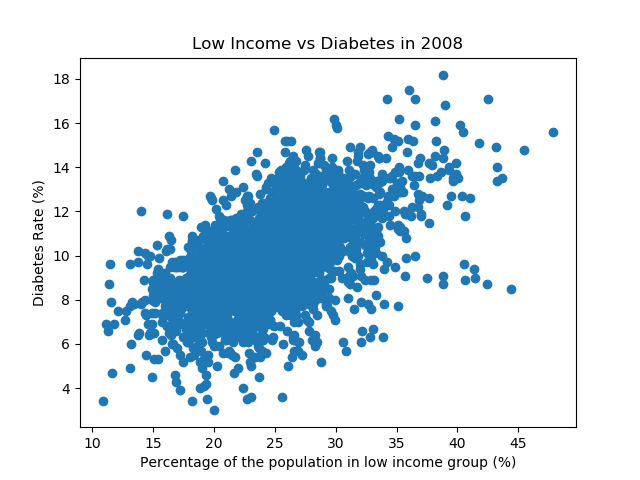 Low Income vs Diabetes in 2008
Diabetes Rate (%)
18
16
14
12
10
8
6
4
10 15 20 25 30 35 40 45
Percentage of the population in low income group (%)